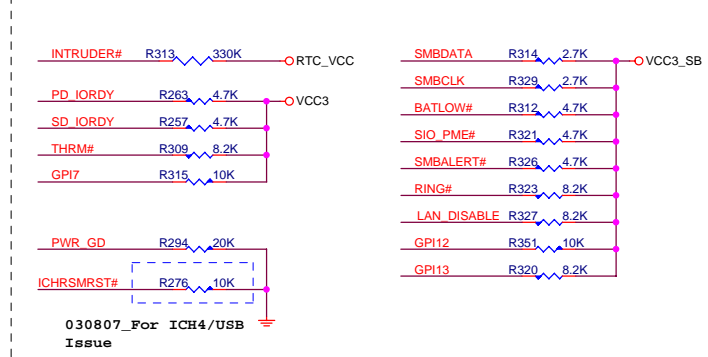 INTRUDER# R313 330K RTC_VCC
PD_IORDY R263 4.7K VCC3
SD_IORDY R257 4.7K
THRM# R309 8.2K
GPI7 R315 10K
PWR_GD R294 20K
ICHRSMRST# R276 10K
030807_For ICH4/USB
Issue
SMBDATA R314 2.7K VCC3_SB
SMBCLK R329 2.7K
BATLOW# R312 4.7K
SIO_PME# R321 4.7K
SMBALERT# R326 4.7K
RING# R323 8.2K
LAN_DISABLE R327 8.2K
GPI12 R351 10K
GPI13 R320 8.2K